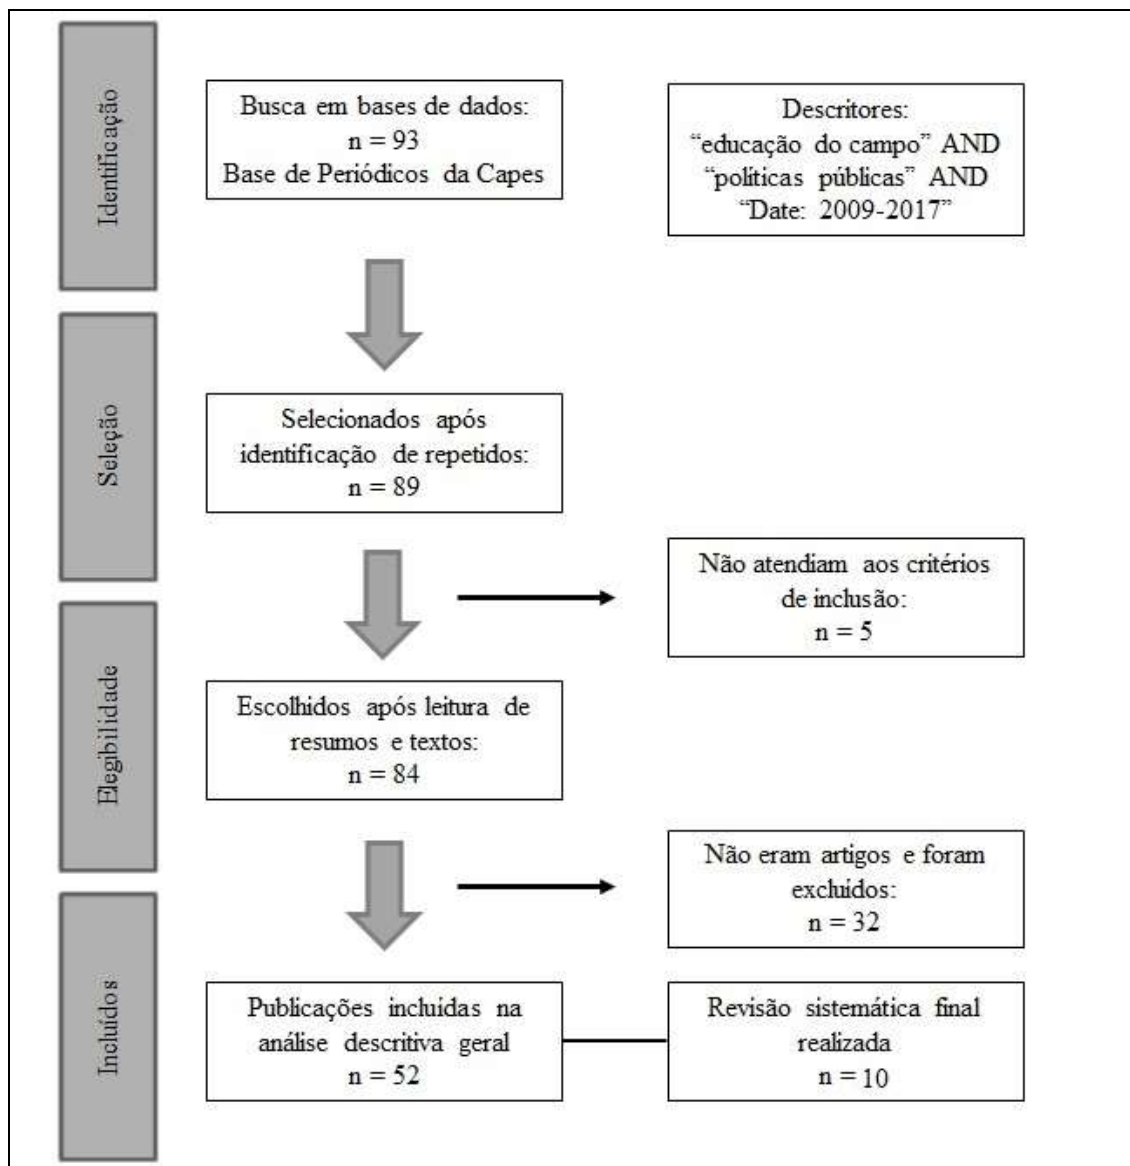 Identificação
Busca em bases de dados:
n = 93
Base de Periódicos da Capes
Descritores:
“educação do campo” AND
“políticas públicas” AND
“Date: 2009-2017”
Seleção
Selecionados após
identificação de repetidos:
n = 89
Não atendiam aos critérios
de inclusão:
n = 5
Elegibilidade
Escolhidos após leitura de
resumos e textos:
n = 84
Não eram artigos e foram
excluídos:
n = 32
Incluídos
Publicações incluídas na
análise descritiva geral
n = 52
Revisão sistemática final
realizada
n = 10